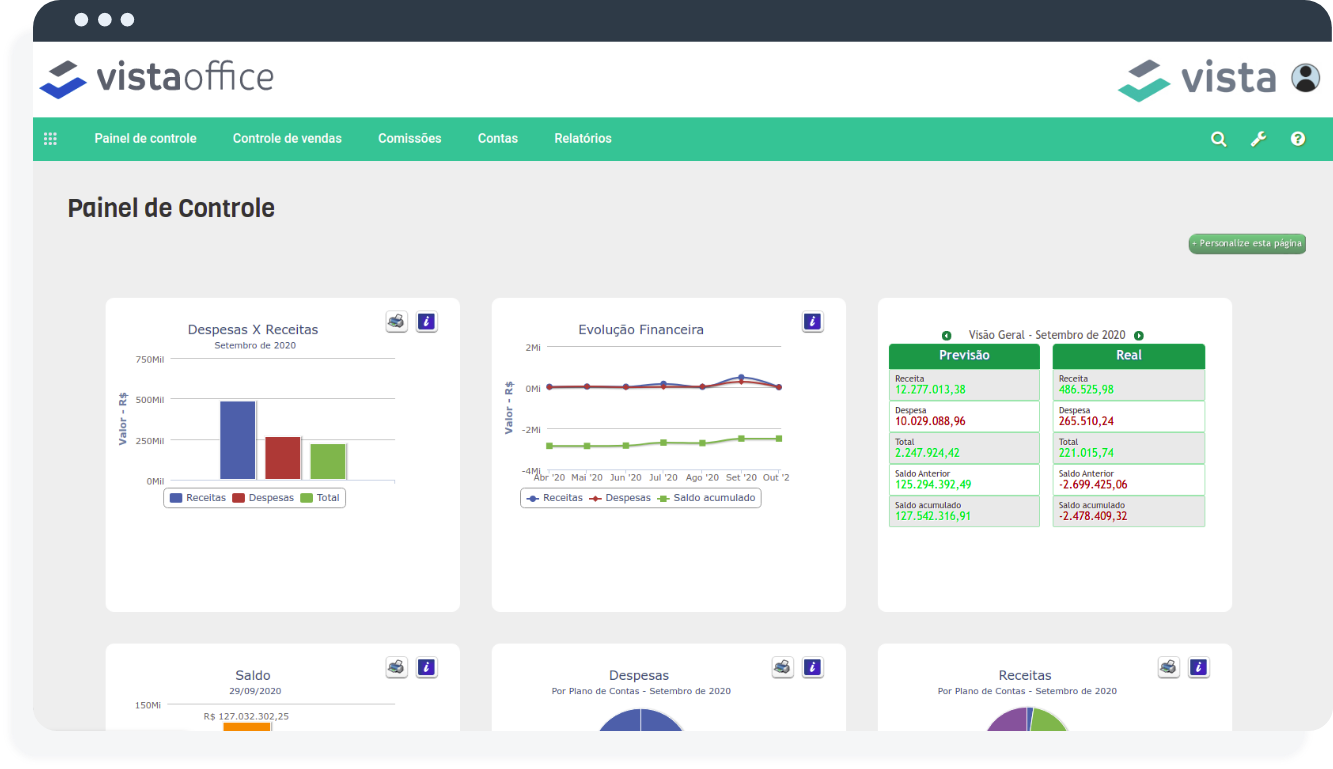 vistaoffice
vista
Painel de controle
Controle de vendas
Comissões
Contas
Relatórios
?
Painel de Controle
+ Personalize esta página
Despesas X Receitas
Setembro de 2020
Valor - R$
750Mil
500Mil
250Mil
0Mil
Receitas
Despesas
Total
Evolução Financeira
Valor - R$
2Mi
0Mi
-2Mi
-4Mi
Abr '20
Mai '20
Jun '20
Jul '20
Ago '20
Set '20
Out '2
Receitas
Despesas
Saldo acumulado
Visão Geral - Setembro de 2020
Previsão
Receita
12.277.013,38
Despesa
10.029.088,96
Total
2.247.924,42
Saldo Anterior
125.294.392,49
Saldo acumulado
127.542.316,91
Real
Receita
486.525,98
Despesa
265.510,24
Total
221.015,74
Saldo Anterior
-2.699.425,06
Saldo acumulado
-2.478.409,32
Saldo
29/09/2020
150Mi
R$ 127.032.302,25
Despesas
Por Plano de Contas - Setembro de 2020
Receitas
Por Plano de Contas - Setembro de 2020